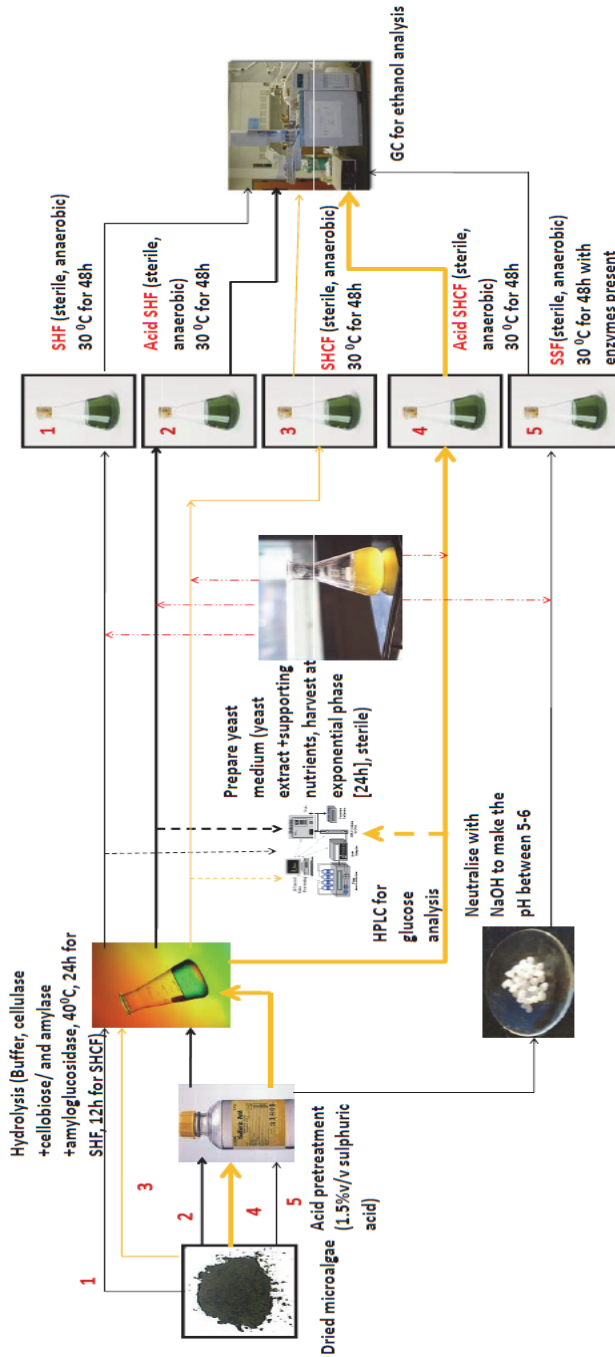 Hydrolysis (Buffer, cellulase
+cellobiose/ and amylase
+amyloglucosidase, 40⁰C, 24h for
SHF, 12h for SHCF)
1
3
2
4
5
Dried microalgae
Acid pretreatment
(1.5%v/v sulphuric
acid)
Sulfuric Acid
HPLC for
glucose
analysis
Neutralise with
NaOH to make the
pH between 5-6
Prepare yeast
medium (yeast
extract +supporting
nutrients, harvest at
exponential phase
[24h], sterile)
1
2
3
4
5
SHF (sterile, anaerobic)
30 ⁰C for 48h
Acid SHF (sterile,
anaerobic)
30 ⁰C for 48h
SHCF (sterile, anaerobic)
30 ⁰C for 48h
Acid SHCF (sterile,
anaerobic)
30 ⁰C for 48h
SSF(sterile, anaerobic)
30 ⁰C for 48h with
enzymes present
GC for ethanol analysis